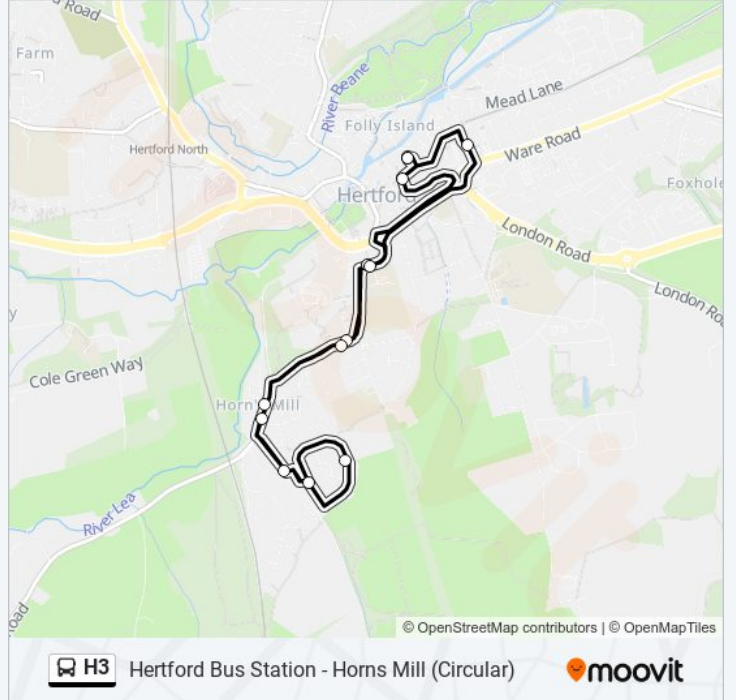 d Road
Farm
River Beane
Mead Lane
Folly Island
Hertford North
Ware Road
Foxhole
Hertford
London Road
London Ro
y
Cole Green Way
Horns Mill
River Lea
oad
© OpenStreetMap contributors | © OpenMapTiles
H3 Hertford Bus Station - Horns Mill (Circular) moovit